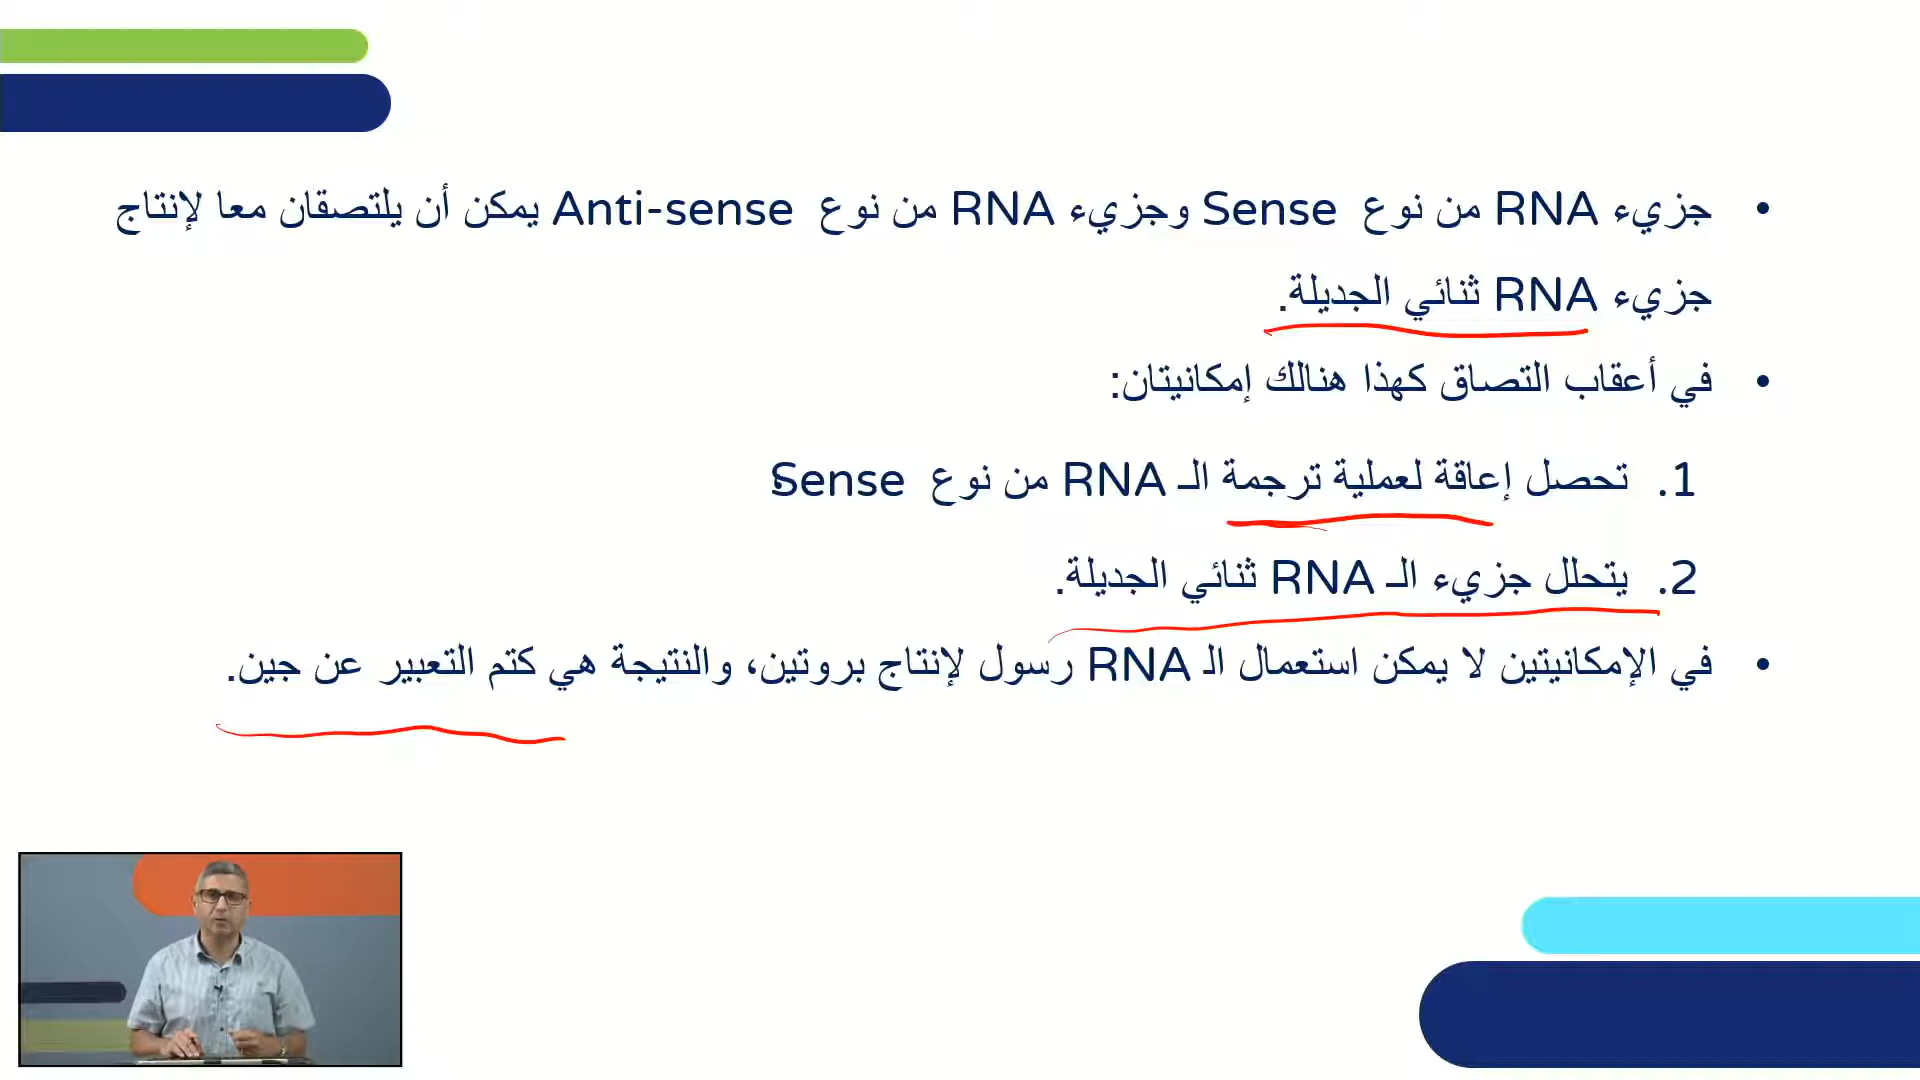 • جزيء RNA من نوع Sense وجزيء RNA من نوع Anti-sense يمكن أن يلتصقان معا لإنتاج
جزيء RNA ثنائي الجديلة.
• في أعقاب التصاق كهذا هنالك إمكانيتان:
1. تحصل إعاقة لعملية ترجمة الـ RNA من نوع Sense.
2. يتحلل جزيء الـ RNA ثنائي الجديلة.
• في الإمكانيتين لا يمكن استعمال الـ RNA رسول لإنتاج بروتين، والنتيجة هي كتم التعبير عن جين.